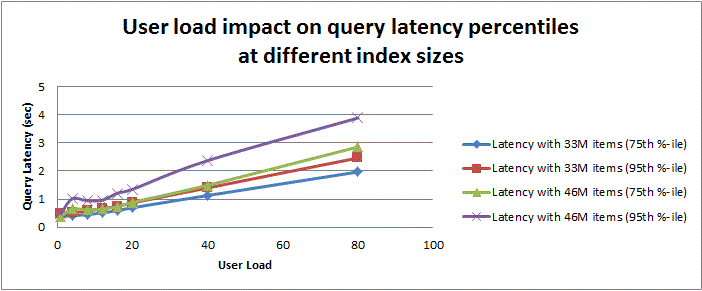 User load impact on query latency percentiles
at different index sizes
Query Latency (sec)
5
4
3
2
1
0
0
20
40
60
80
100
User Load
Latency with 33M items (75th %-ile)
Latency with 33M items (95th %-ile)
Latency with 46M items (75th %-ile)
Latency with 46M items (95th %-ile)